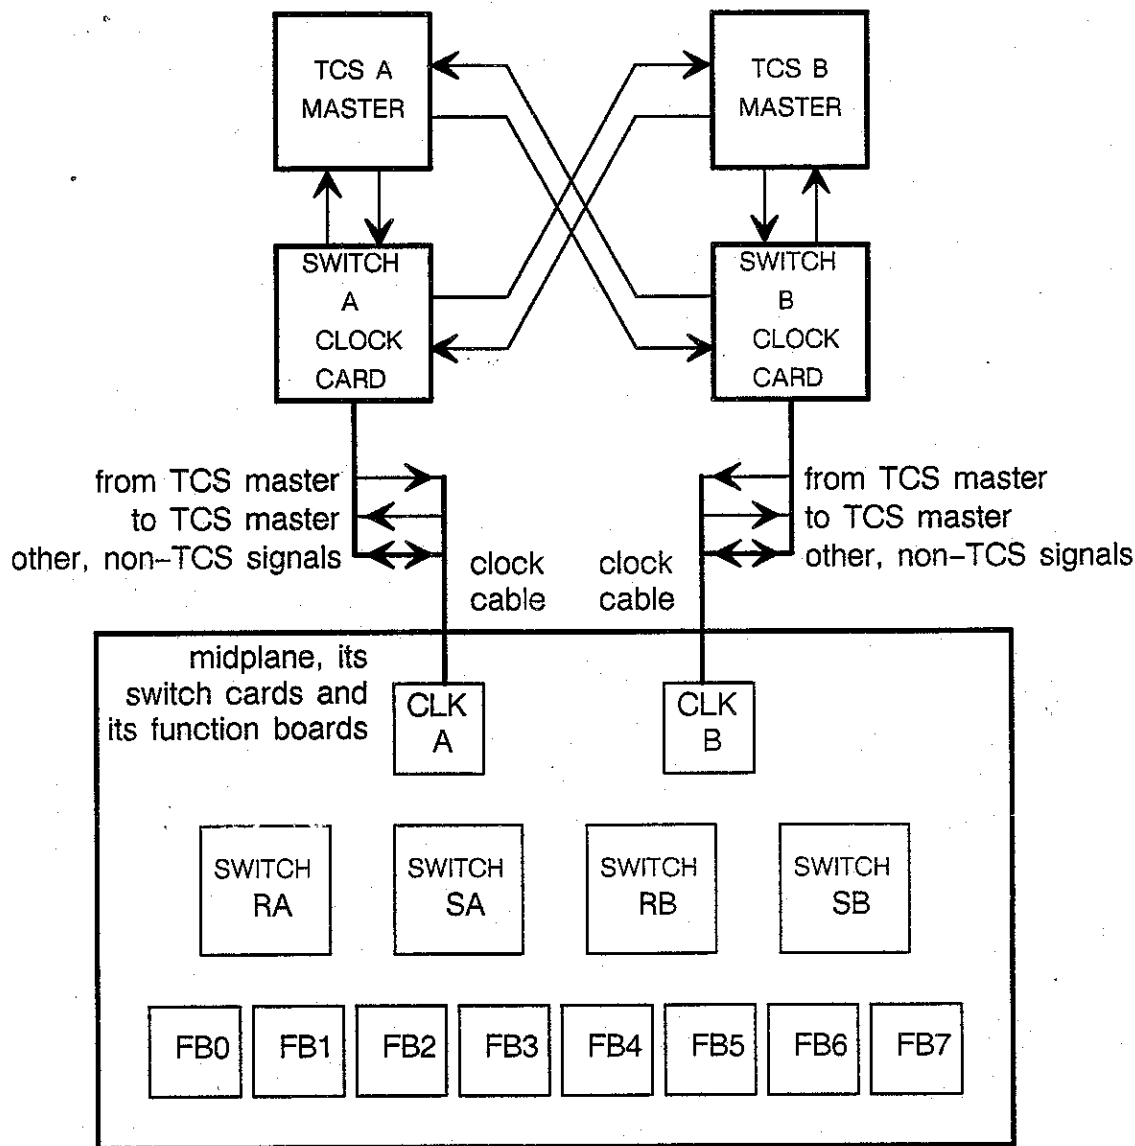 TCS A
MASTER
TCS B
MASTER
SWITCH
A
CLOCK
CARD
SWITCH
B
CLOCK
CARD
from TCS master
to TCS master
other, non-TCS signals
from TCS master
to TCS master
other, non-TCS signals
clock
cable
clock
cable
midplane, its
switch cards and
its function boards
CLK
A
CLK
B
SWITCH
RA
SWITCH
SA
SWITCH
RB
SWITCH
SB
FB0
FB1
FB2
FB3
FB4
FB5
FB6
FB7